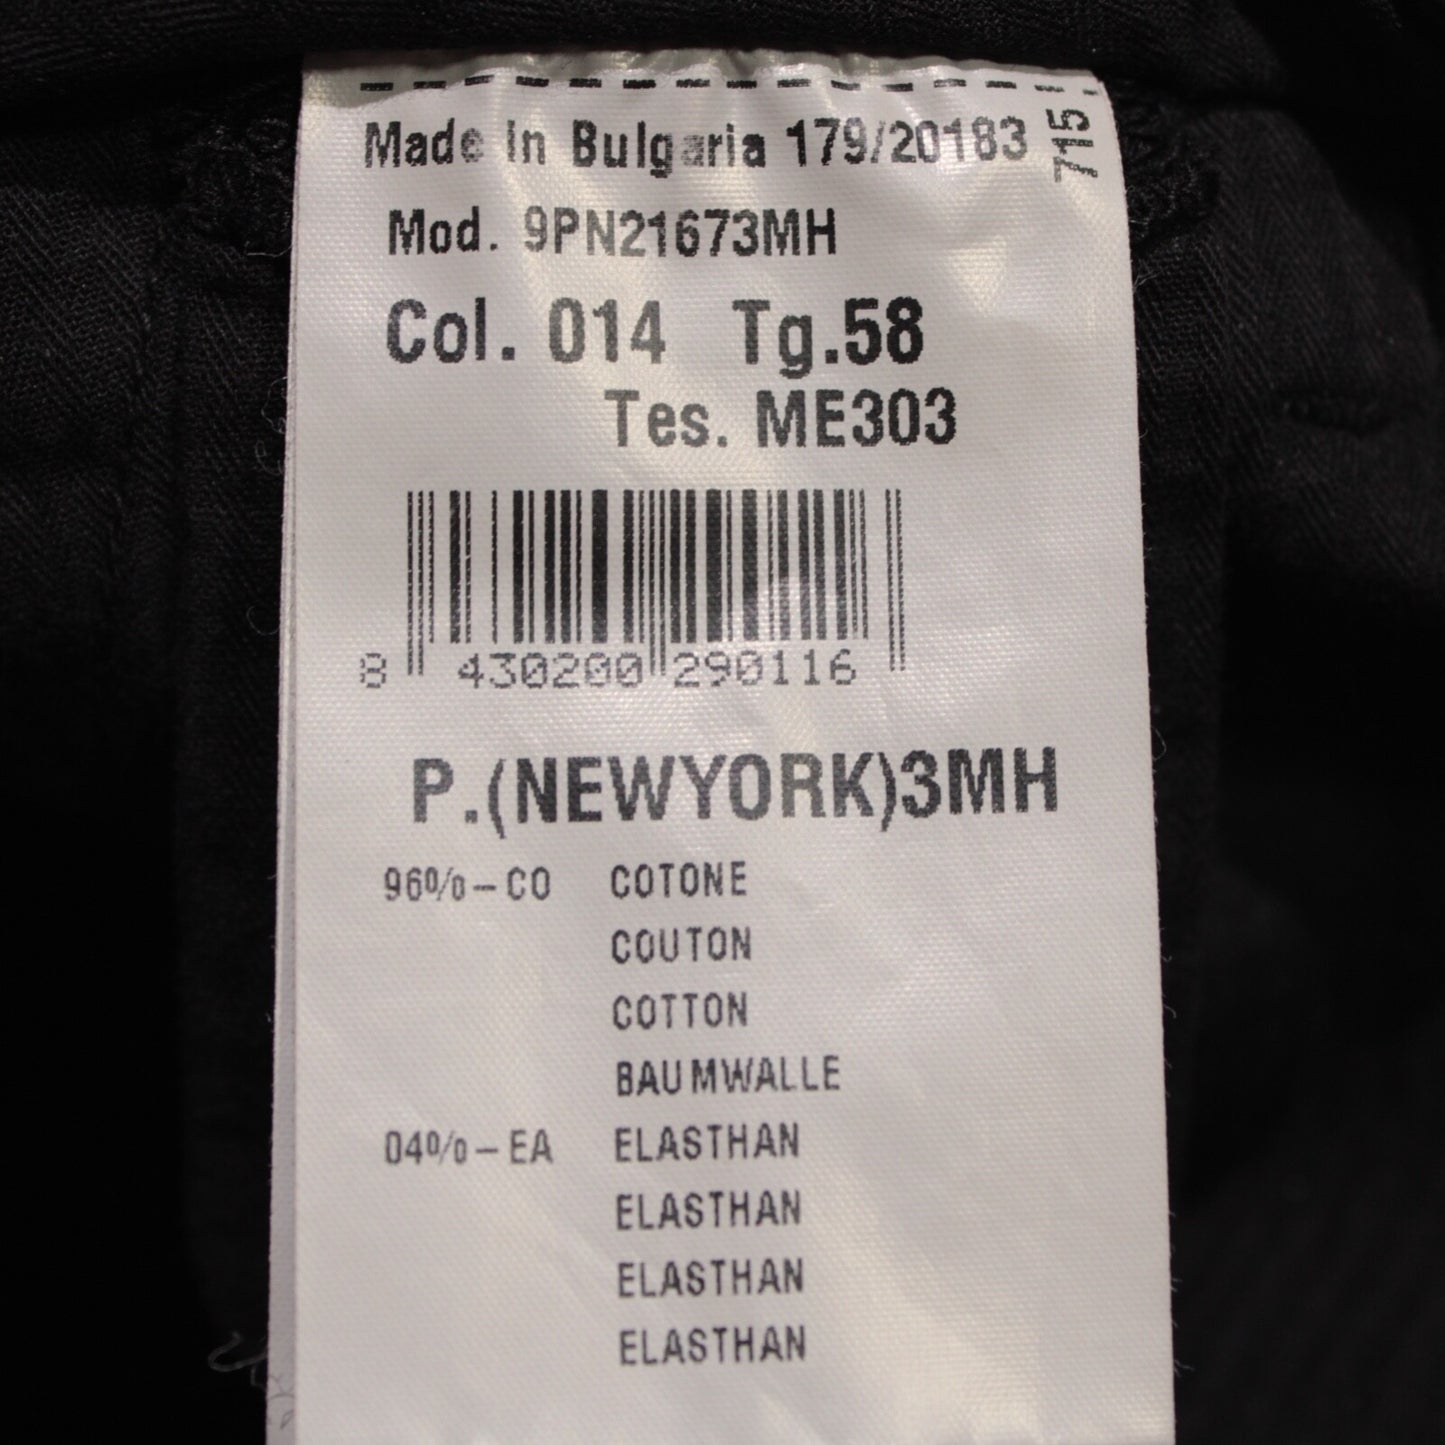 Made in Bulgaria 179/20183
715
Mod. 9PN21673MH
Col. 014 Tg.58
Tes. ME303
8 430200 290116
P.(NEWYORK)3MH
96%-CO COTONE
COUTON
COTTON
BAUMWALLE
04%-EA ELASTHAN
ELASTHAN
ELASTHAN
ELASTHAN